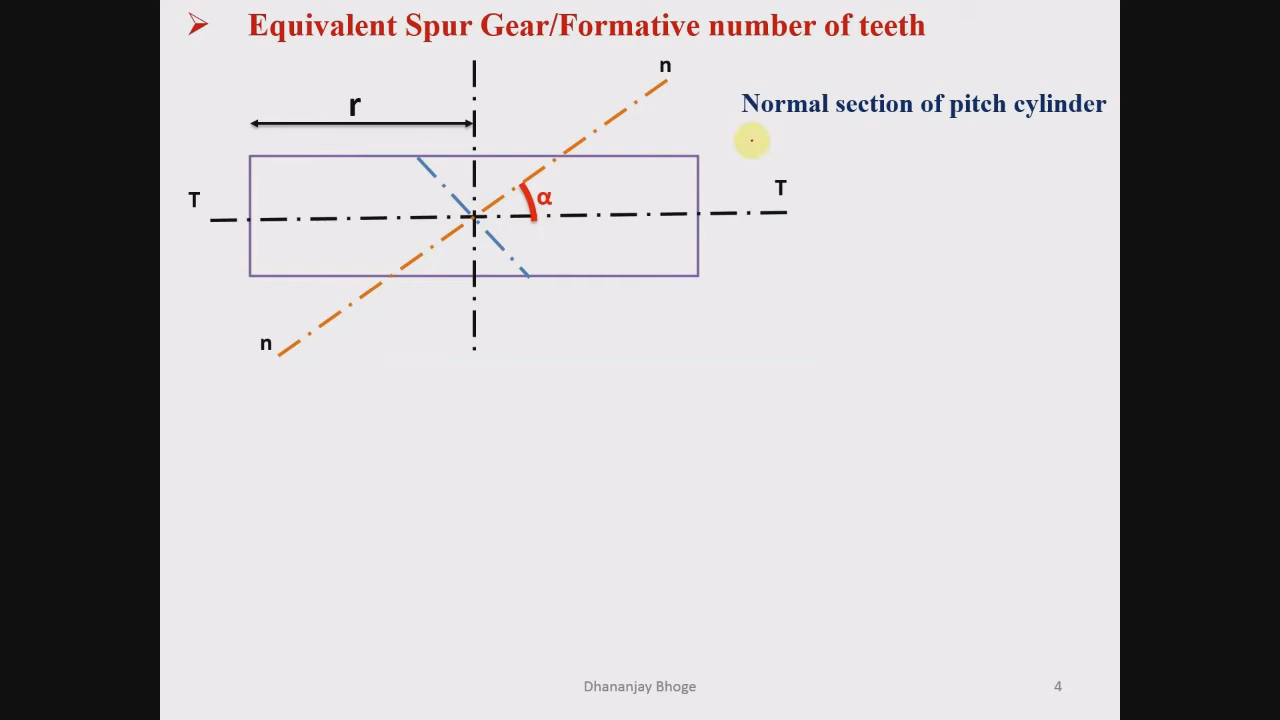 Equivalent Spur Gear/Formative number of teeth
n
r
Normal section of pitch cylinder
T
α
T
n
Dhananjay Bhoge
4